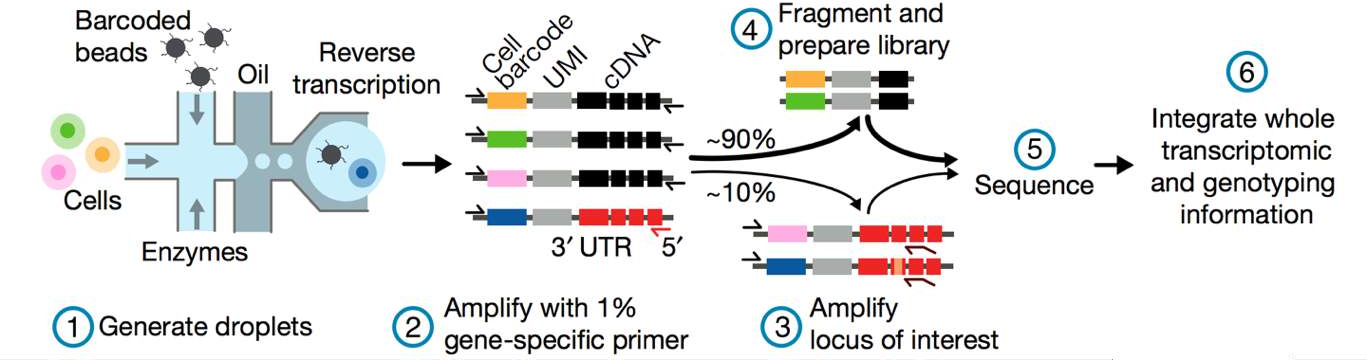 Barcoded
beads
Oil
Reverse
transcription
Cells
Enzymes
1 Generate droplets
Cell
barcode
UMI
cDNA
3′ UTR 5′
2 Amplify with 1%
gene-specific primer
~90%
~10%
4 Fragment and
prepare library
3 Amplify
locus of interest
5
Sequence
6
Integrate whole
transcriptomic
and genotyping
information